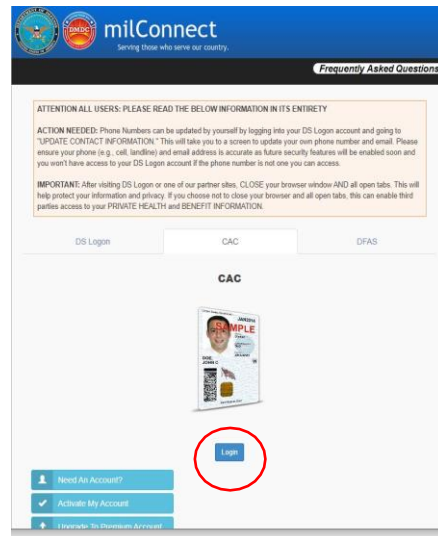 DMDC
milConnect
Serving those who serve our country.
Frequently Asked Questions
ATTENTION ALL USERS: PLEASE READ THE BELOW INFORMATION IN ITS ENTIRETY
ACTION NEEDED: Phone Numbers can be updated by yourself by logging into your DS Logon account and going to
"UPDATE CONTACT INFORMATION." This will take you to a screen to update your own phone number and email. Please
ensure your phone (e.g., cell, landline) and email address is accurate as future security features will be enabled soon and
you won't have access to your DS Logon account if the phone number is not one you can access.
IMPORTANT: After visiting DS Logon or one of our partner sites, CLOSE your browser window AND all open tabs. This will
help protect your information and privacy. If you choose not to close your browser and all open tabs, this can enable third
parties access to your PRIVATE HEALTH and BENEFIT INFORMATION.
DS Logon
CAC
DFAS
CAC
SAMPLE
DOE,
JOHN C
Login
Need An Account?
Activate My Account
Upgrade To Premium Account